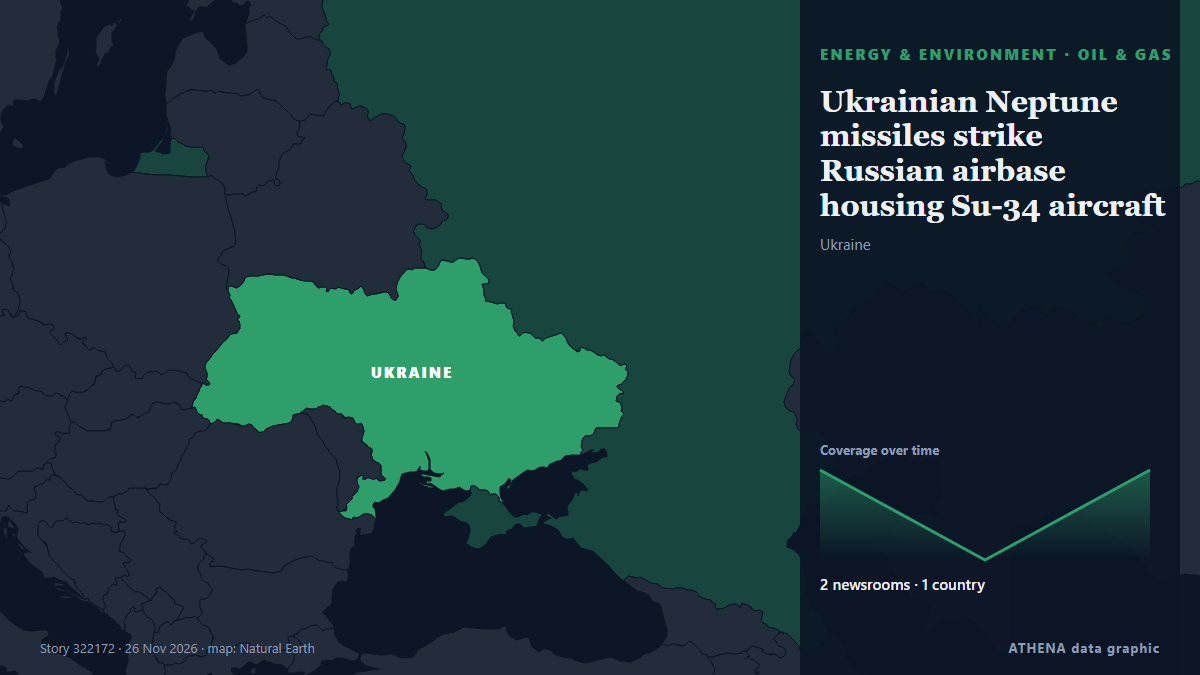 ENERGY & ENVIRONMENT · OIL & GAS
Ukrainian Neptune
missiles strike
Russian airbase
housing Su-34 aircraft
Ukraine
UKRAINE
Coverage over time
2 newsrooms · 1 country
Story 322172 · 26 Nov 2026 · map: Natural Earth
ATHENA data graphic